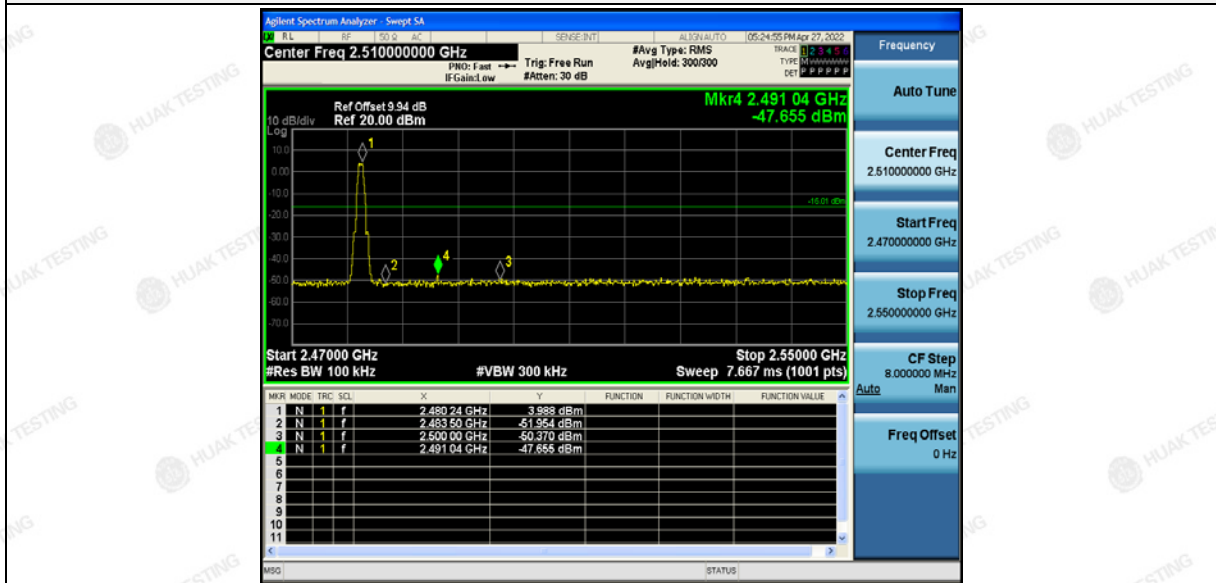 Agilent Spectrum Analyzer - Swept SA
RL RF 50 Ω AC SENSE:INT ALIGN AUTO 05:24:55 PM Apr 27, 2022
Center Freq 2.510000000 GHz
PNO: Fast
IFGain:Low
Trig: Free Run
#Atten: 30 dB
#Avg Type: RMS
Avg|Hold: 300/300
TRACE 1 2 3 4 5 6
TYPE M
DET P P P P P P
Mkr4 2.491 04 GHz
-47.655 dBm
Ref Offset 9.94 dB
10 dB/div Ref 20.00 dBm
Log
10.0
0.00
-10.0
-20.0
-30.0
-40.0
-50.0
-60.0
-70.0
1
2
4
3
-16.01 dBm
Start 2.47000 GHz Stop 2.55000 GHz
#Res BW 100 kHz #VBW 300 kHz Sweep 7.667 ms (1001 pts)
MKR MODE TRC SCL X Y FUNCTION FUNCTION WIDTH FUNCTION VALUE
1 N 1 f 2.480 24 GHz 3.988 dBm
2 N 1 f 2.483 50 GHz -51.954 dBm
3 N 1 f 2.500 00 GHz -50.370 dBm
4 N 1 f 2.491 04 GHz -47.655 dBm
5
6
7
8
9
10
11
MSG STATUS
Frequency
Auto Tune
Center Freq
2.510000000 GHz
Start Freq
2.470000000 GHz
Stop Freq
2.550000000 GHz
CF Step
8.000000 MHz
Auto Man
Freq Offset
0 Hz
HUAK TESTING